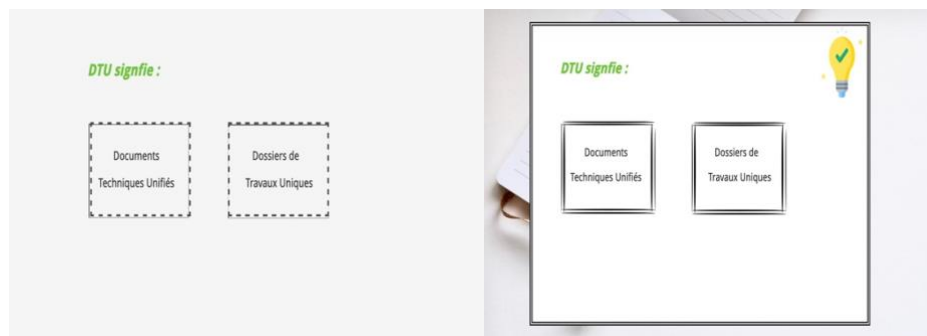 DTU signfie :
Documents
Techniques Unifiés
Dossiers de
Travaux Uniques
DTU signfie :
Documents
Techniques Unifiés
Dossiers de
Travaux Uniques